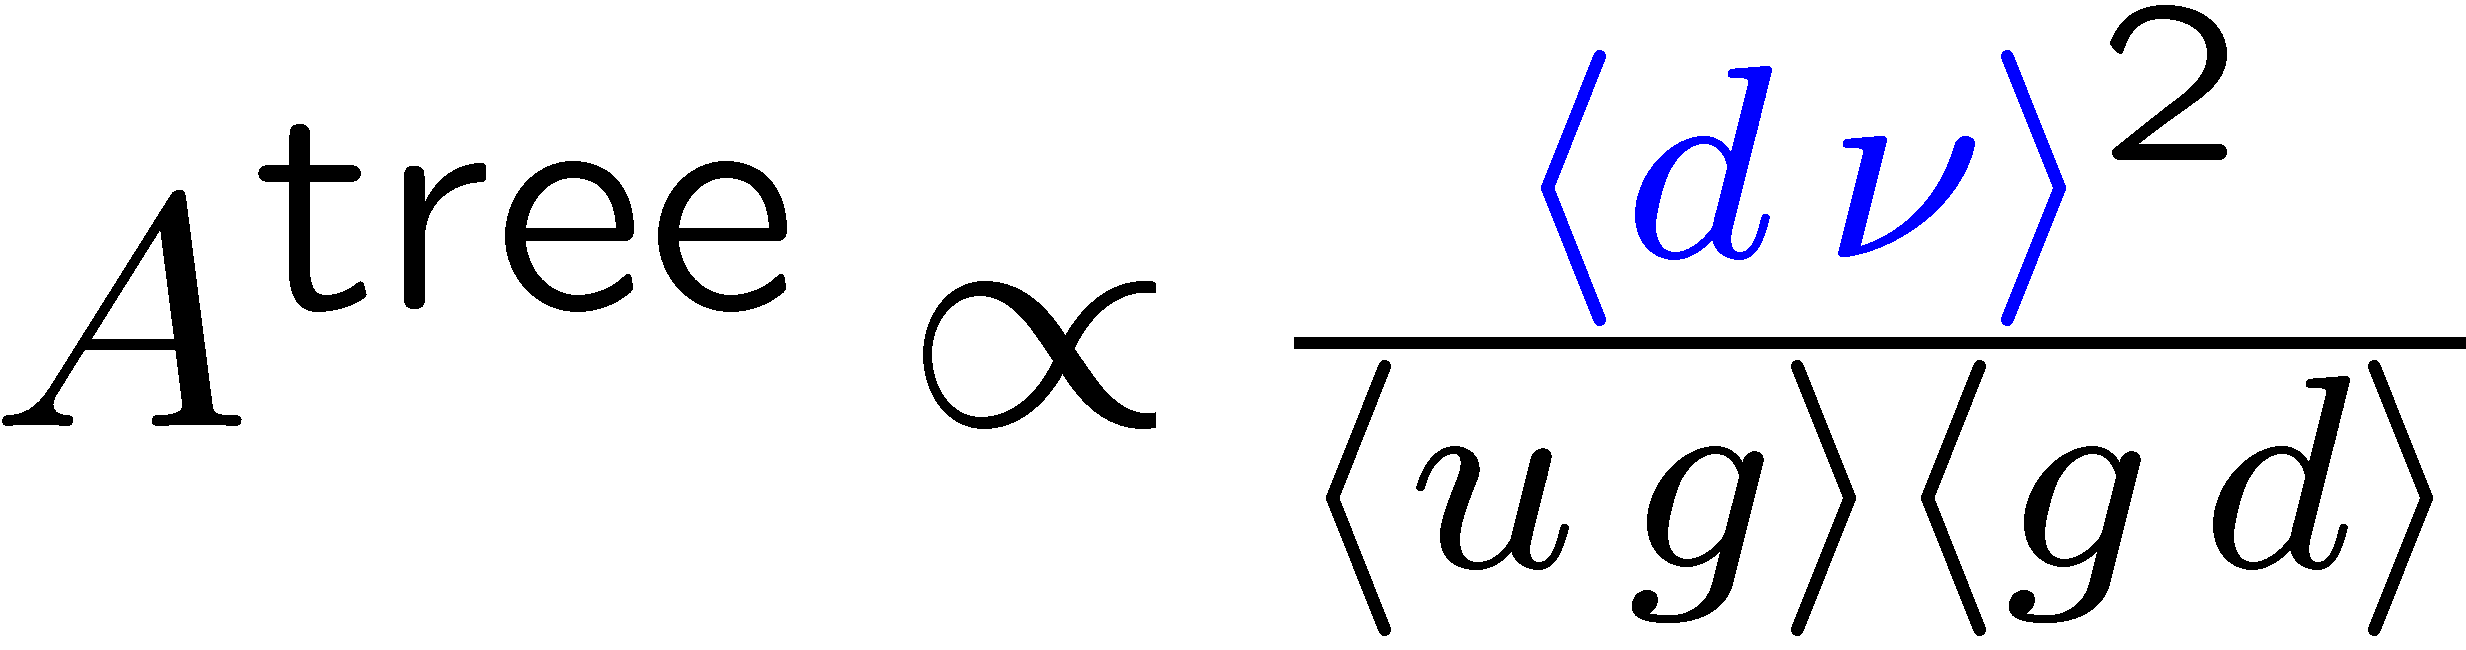 A^tree ∝ ⟨d ν⟩^2 / ⟨u g⟩⟨g d⟩